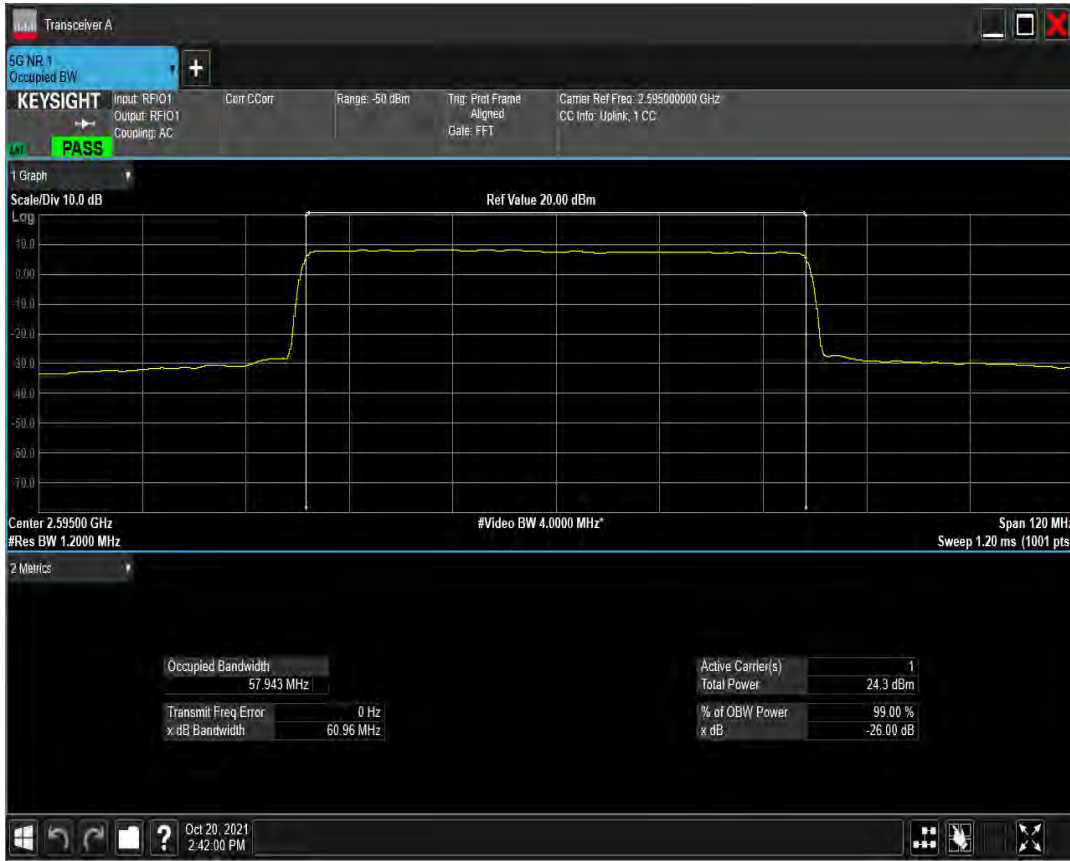 Transceiver A
5G NR 1
Occupied BW
+
KEYSIGHT
Input: RFIO1
Output: RFIO1
Coupling: AC
Corr CCorr
Range: -50 dBm
Trig: Prot Frame
Aligned
Gate: FFT
Carrier Ref Freq: 2.595000000 GHz
CC Info: Uplink, 1 CC
PASS
1 Graph
Scale/Div 10.0 dB
Ref Value 20.00 dBm
Log
10.0
0.00
-10.0
-20.0
-30.0
-40.0
-50.0
-60.0
-70.0
Center 2.59500 GHz
#Video BW 4.0000 MHz*
Span 120 MHz
#Res BW 1.2000 MHz
Sweep 1.20 ms (1001 pts
2 Metrics
Occupied Bandwidth
57.943 MHz
Transmit Freq Error 0 Hz
x dB Bandwidth 60.96 MHz
Active Carrier(s) 1
Total Power 24.3 dBm
% of OBW Power 99.00 %
x dB -26.00 dB
?
Oct 20, 2021
2:42:00 PM